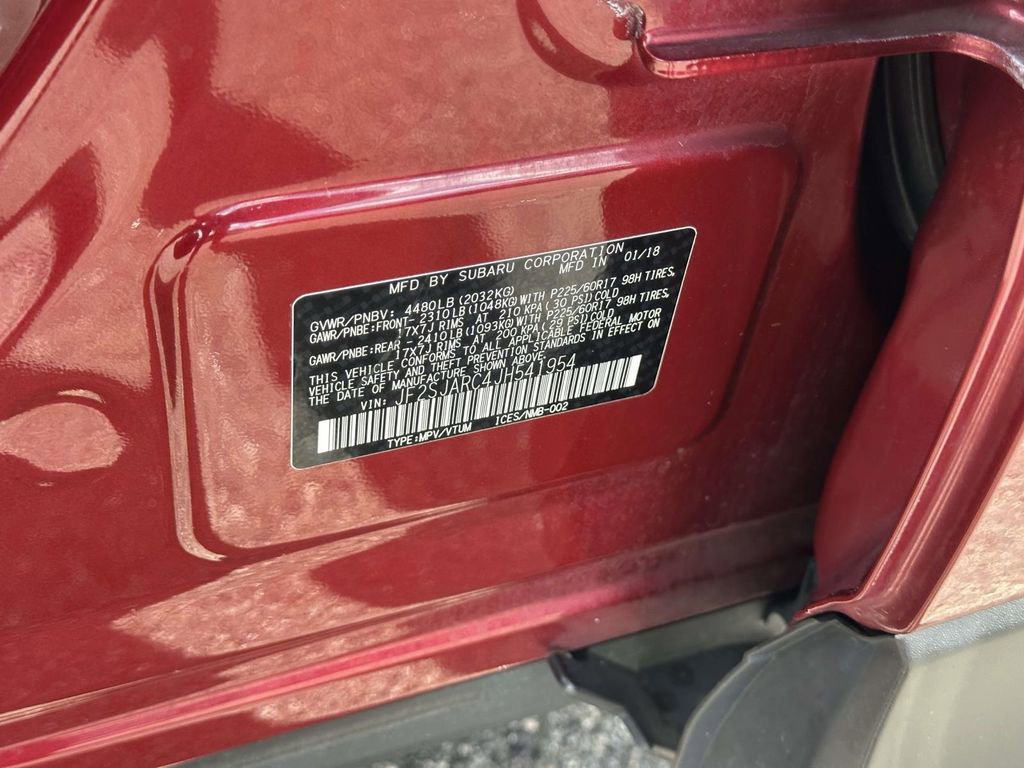 MFD BY SUBARU CORPORATION
MFD IN 01/18
GVWR/PNBV: 4480LB (2032KG)
GAWR/PNBE:FRONT- 2310LB(1048KG)WITH P225/60R17 98H TIRES,
17X7J RIMS AT 210 KPA( 30 PSI)COLD
GAWR/PNBE:REAR - 2410LB(1093KG)WITH P225/60R17 98H TIRES,
17X7J RIMS AT 200 KPA( 29 PSI)COLD
THIS VEHICLE CONFORMS TO ALL APPLICABLE FEDERAL MOTOR
VEHICLE SAFETY AND THEFT PREVENTION STANDARDS IN EFFECT ON
THE DATE OF MANUFACTURE SHOWN ABOVE.
VIN: JF2SJARC4JH541954
TYPE:MPV/VTUM ICES/NMB-002